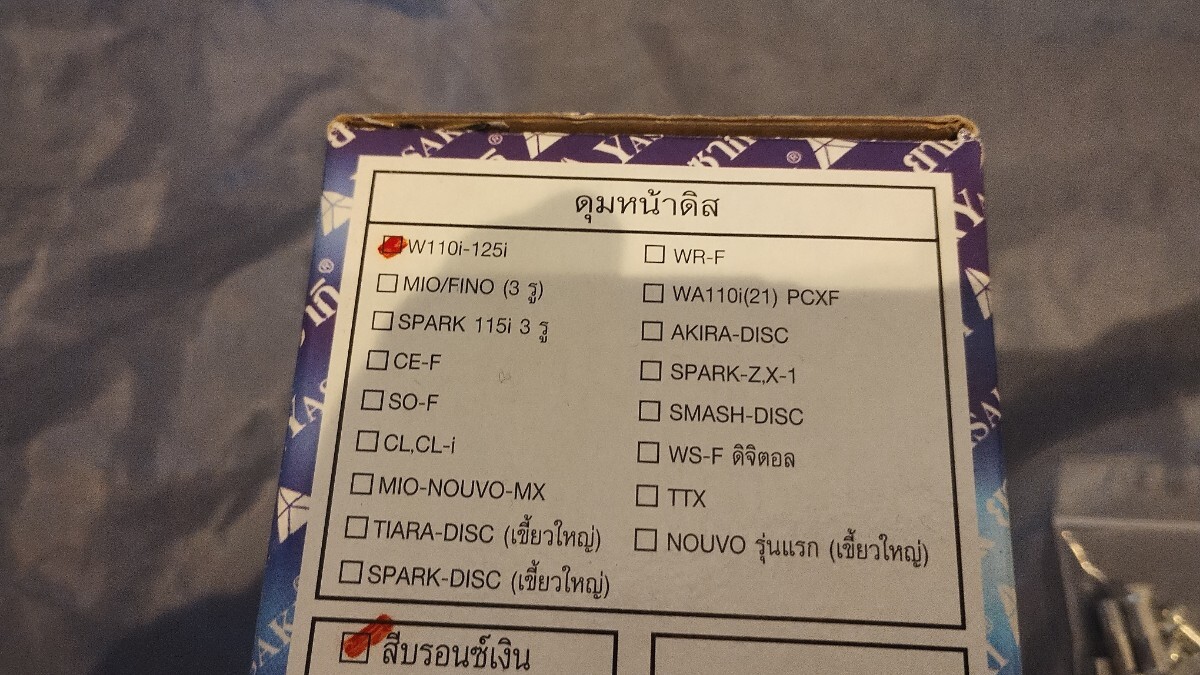 ดุมหน้าดิส
W110i-125i
MIO/FINO (3 รู)
SPARK 115i 3 รู
CE-F
SO-F
CL,CL-i
MIO-NOUVO-MX
TIARA-DISC (เขี้ยวใหญ่)
SPARK-DISC (เขี้ยวใหญ่)
WR-F
WA110i(21) PCXF
AKIRA-DISC
SPARK-Z,X-1
SMASH-DISC
WS-F ดิจิตอล
TTX
NOUVO รุ่นแรก (เขี้ยวใหญ่)
สีบรอนซ์เงิน